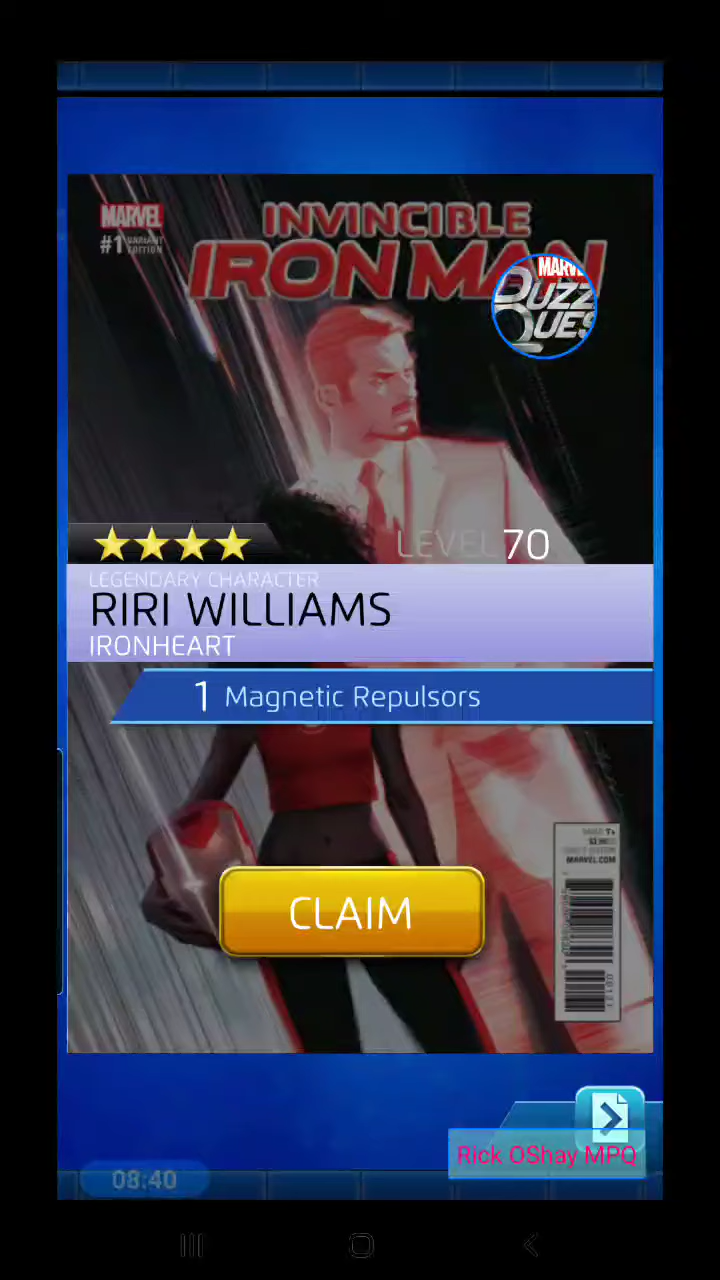 MARVEL
#1 VARIANT
EDITION
INVINCIBLE
IRON MAN
MARVEL
PUZZLE
QUEST
LEVEL 70
LEGENDARY CHARACTER
RIRI WILLIAMS
IRONHEART
1 Magnetic Repulsors
MARVEL.COM
CLAIM
Rick OShay MPQ
08:40